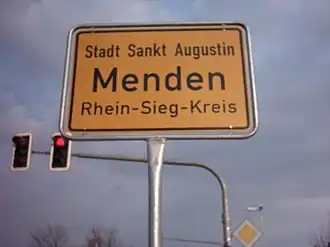 Stadt Sankt Augustin
Menden
Rhein-Sieg-Kreis